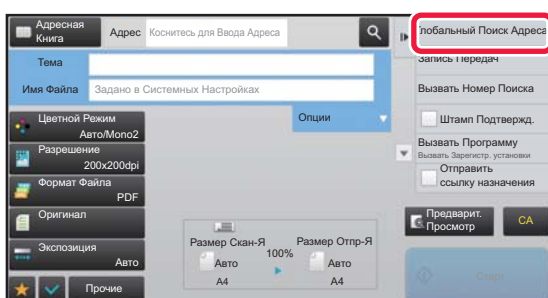 Адресная
Книга
Адрес
Коснитесь для Ввода Адреса
Тема
Имя Файла
Задано в Системных Настройках
Цветной Режим
Авто/Mono2
Разрешение
200x200dpi
Формат Файла
PDF
Оригинал
Экспозиция
Авто
Прочие
Опции
Размер Скан-Я
100%
Размер Отпр-Я
Авто
Авто
A4
A4
Глобальный Поиск Адреса
Запись Передач
Вызвать Номер Поиска
Штамп Подтвержд.
Вызвать Программу
Вызвать Зарегистр. установки
Отправить
ссылку назначения
Предварит.
Просмотр
CA
Старт